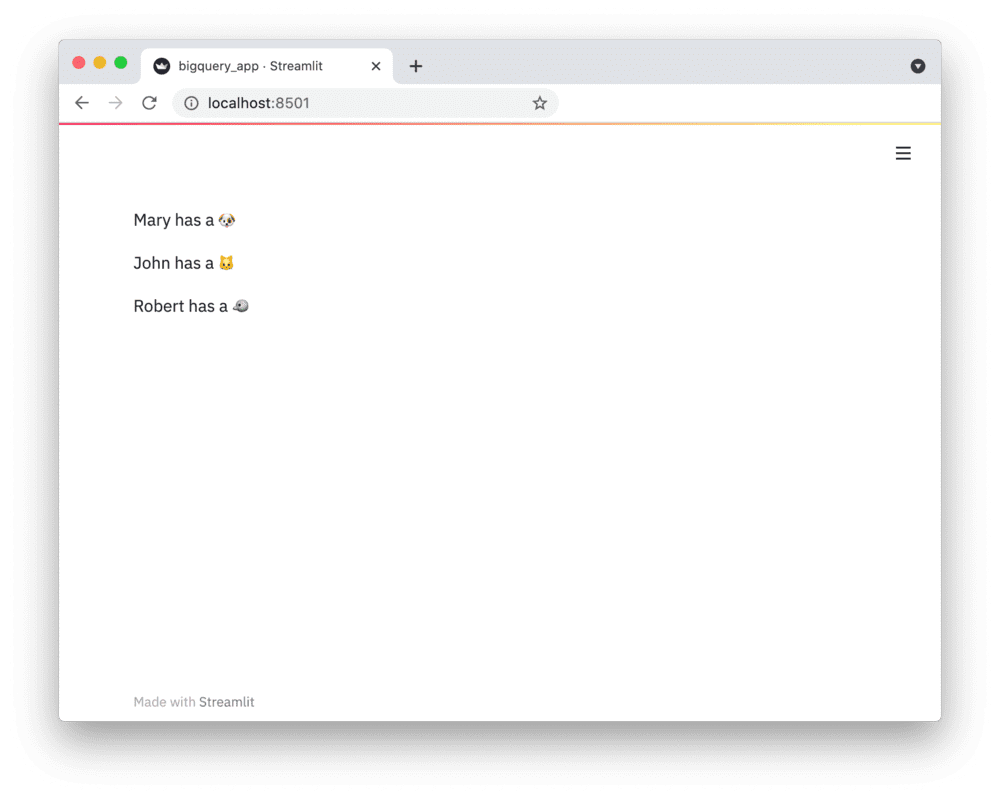 bigquery_app · Streamlit
localhost:8501
Mary has a 🐶
John has a 🐱
Robert has a 🐦
Made with Streamlit